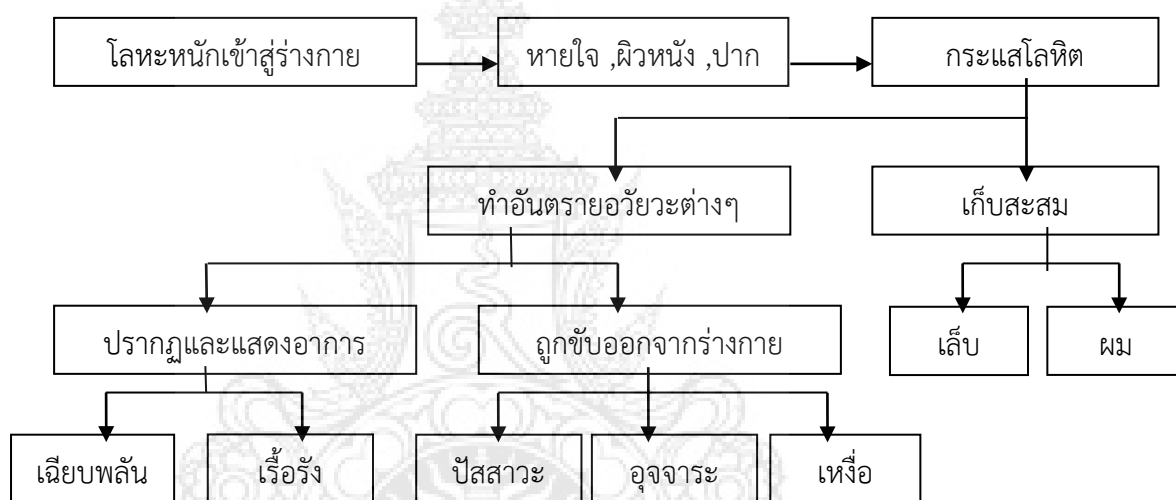 โลหะหนักเข้าสู่ร่างกาย
หายใจ ,ผิวหนัง ,ปาก
กระแสโลหิต
ทำอันตรายอวัยวะต่างๆ
เก็บสะสม
ปรากฏและแสดงอาการ
ถูกขับออกจากร่างกาย
เล็บ
ผม
เฉียบพลัน
เรื้อรัง
ปัสสาวะ
อุจจาระ
เหงื่อ